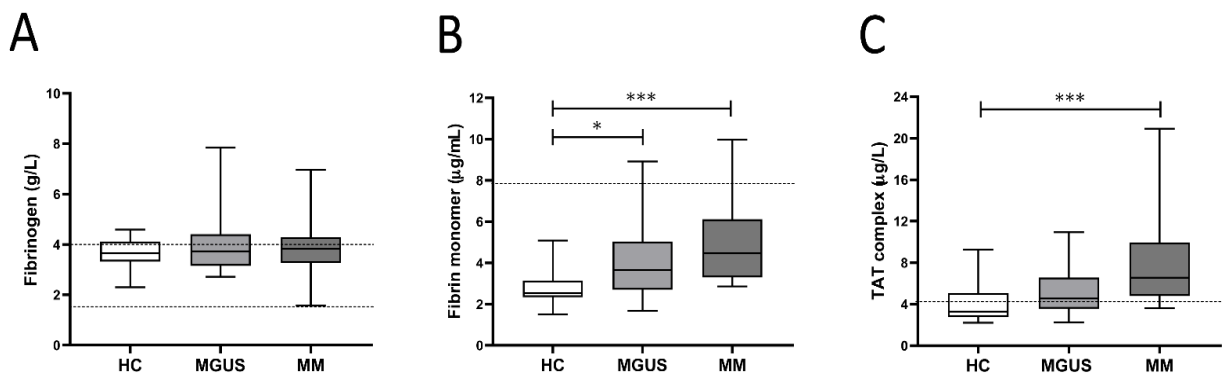 A
Fibrinogen (g/L)
10
8
6
4
2
0
HC MGUS MM
B
Fibrin monomer (μg/mL)
12
10
8
6
4
2
0
***
*
HC MGUS MM
C
TAT complex (μg/L)
24
20
16
12
8
4
0
***
HC MGUS MM